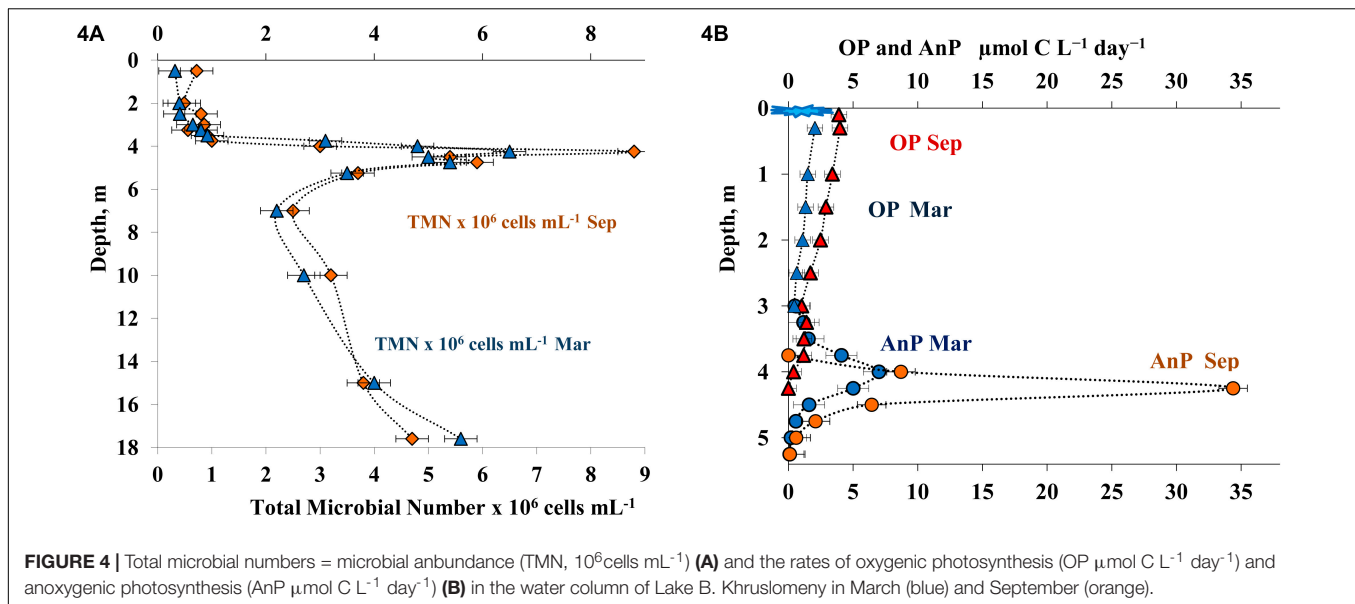 4A
0 2 4 6 8
0
2
4
6
8
10
12
14
16
18
Depth, m
TMN x 10⁶ cells mL⁻¹ Sep
TMN x 10⁶ cells mL⁻¹ Mar
0 1 2 3 4 5 6 7 8 9
Total Microbial Number x 10⁶ cells mL⁻¹
4B
OP and AnP µmol C L⁻¹ day⁻¹
0 5 10 15 20 25 30 35
0
1
2
3
4
5
Depth, m
OP Sep
OP Mar
AnP Mar
AnP Sep
0 5 10 15 20 25 30 35
FIGURE 4 | Total microbial numbers = microbial anbundance (TMN, 10⁶cells mL⁻¹) (A) and the rates of oxygenic photosynthesis (OP µmol C L⁻¹ day⁻¹) and
anoxygenic photosynthesis (AnP µmol C L⁻¹ day⁻¹) (B) in the water column of Lake B. Khruslomeny in March (blue) and September (orange).